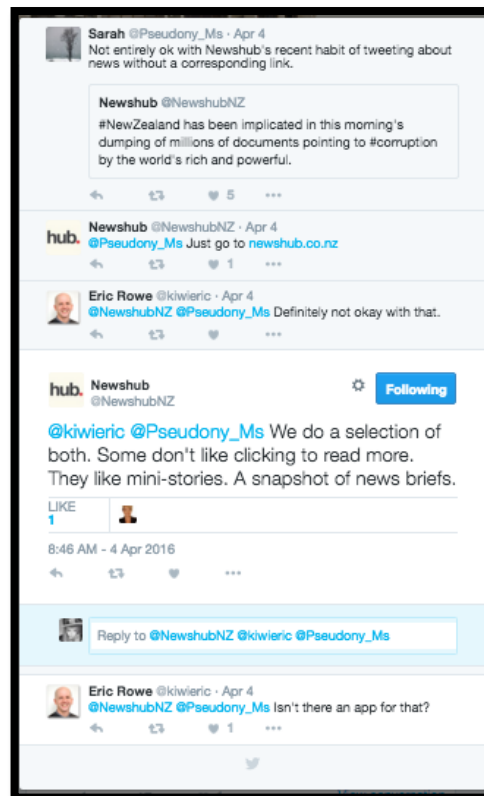 Sarah @Pseudony_Ms · Apr 4
Not entirely ok with Newshub's recent habit of tweeting about
news without a corresponding link.
Newshub @NewshubNZ
#NewZealand has been implicated in this morning's
dumping of millions of documents pointing to #corruption
by the world's rich and powerful.
5
hub.
Newshub @NewshubNZ · Apr 4
@Pseudony_Ms Just go to newshub.co.nz
1
Eric Rowe @kiwieric · Apr 4
@NewshubNZ @Pseudony_Ms Definitely not okay with that.
hub.
Newshub
@NewshubNZ
Following
@kiwieric @Pseudony_Ms We do a selection of
both. Some don't like clicking to read more.
They like mini-stories. A snapshot of news briefs.
LIKE
1
8:46 AM - 4 Apr 2016
Reply to @NewshubNZ @kiwieric @Pseudony_Ms
Eric Rowe @kiwieric · Apr 4
@NewshubNZ @Pseudony_Ms Isn't there an app for that?
1